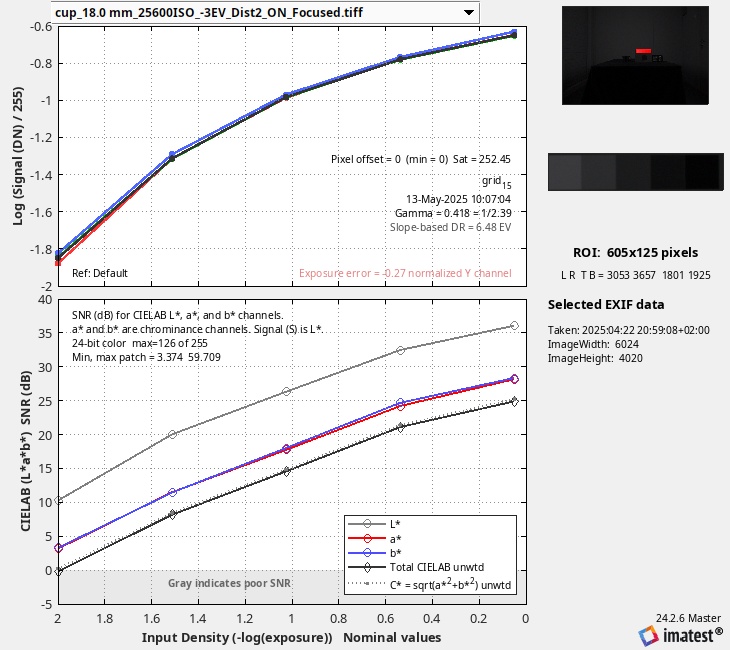 cup_18.0 mm_25600ISO_-3EV_Dist2_ON_Focused.tiff
-0.6
-0.8
-1
-1.2
-1.4
-1.6
-1.8
-2
Log (Signal (DN) / 255)
Pixel offset = 0 (min = 0) Sat = 252.45
grid15
13-May-2025 10:07:04
Gamma = 0.418 = 1/2.39
Slope-based DR = 6.48 EV
Ref: Default
Exposure error = -0.27 normalized Y channel
40
35
30
25
20
15
10
5
0
-5
CIELAB (L*a*b*) SNR (dB)
SNR (dB) for CIELAB L*, a*, and b* channels.
a* and b* are chrominance channels. Signal (S) is L*.
24-bit color max=126 of 255
Min, max patch = 3.374 59.709
L*
a*
b*
Total CIELAB unwtd
C* = sqrt(a*2+b*2) unwtd
Gray indicates poor SNR
2 1.8 1.6 1.4 1.2 1 0.8 0.6 0.4 0.2 0
Input Density (-log(exposure)) Nominal values
ROI: 605x125 pixels
L R T B = 3053 3657 1801 1925
Selected EXIF data
Taken: 2025:04:22 20:59:08+02:00
ImageWidth: 6024
ImageHeight: 4020
24.2.6 Master
imatest®